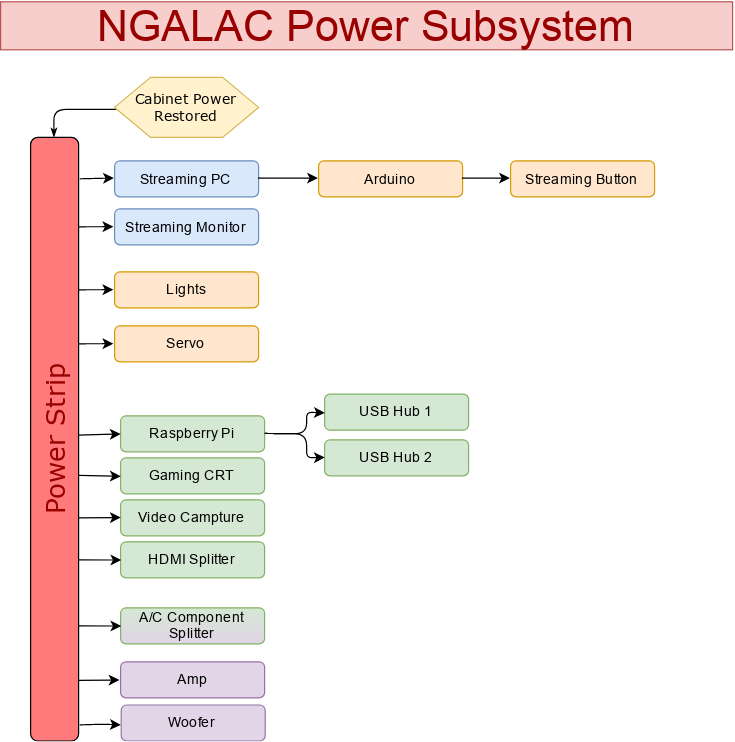 NGALAC Power Subsystem
Cabinet Power
Restored
Power Strip
Streaming PC
Arduino
Streaming Button
Streaming Monitor
Lights
Servo
Raspberry Pi
USB Hub 1
USB Hub 2
Gaming CRT
Video Campture
HDMI Splitter
A/C Component
Splitter
Amp
Woofer